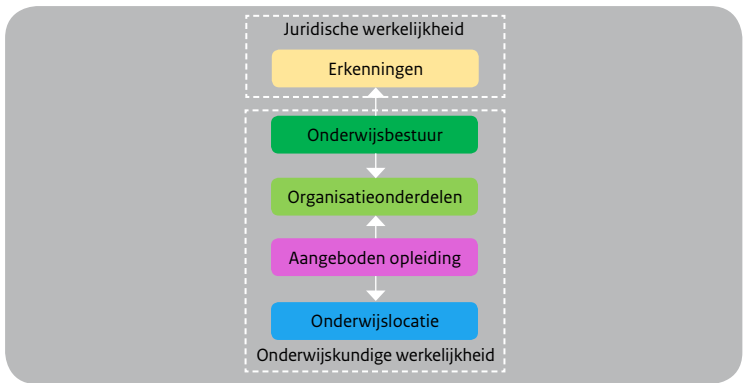 Juridische werkelijkheid
Erkenningen
Onderwijsbestuur
Organisatieonderdelen
Aangeboden opleiding
Onderwijslocatie
Onderwijskundige werkelijkheid